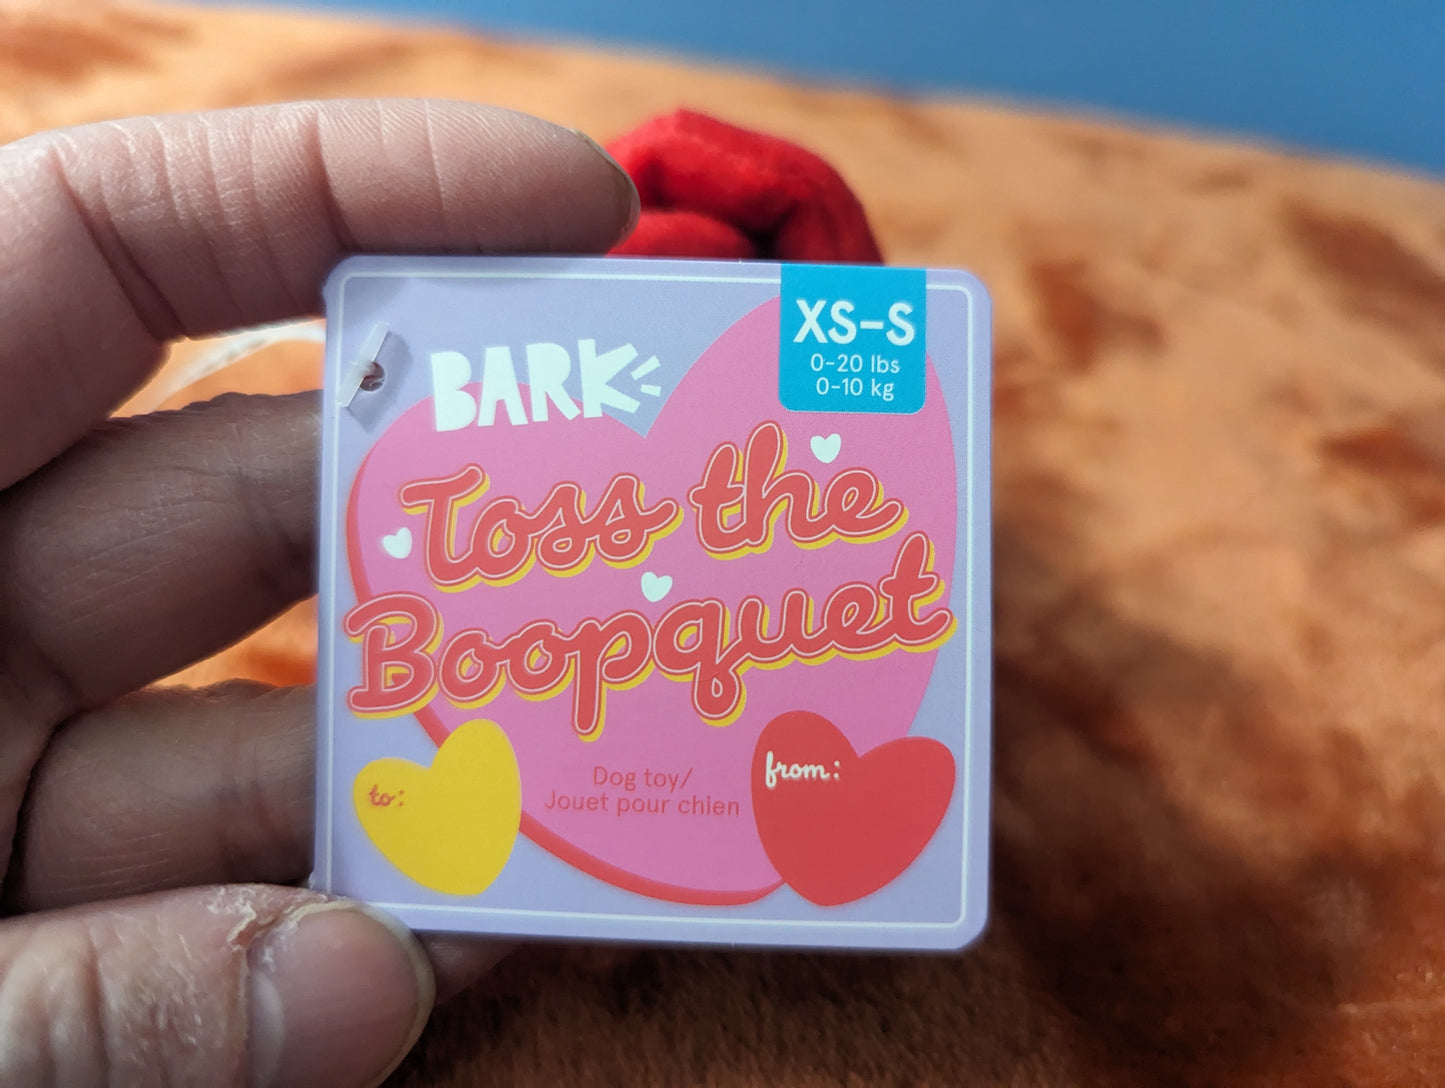 BARK
XS-S
0-20 lbs
0-10 kg
Toss the
Boopquet
to:
Dog toy/
Jouet pour chien
from: